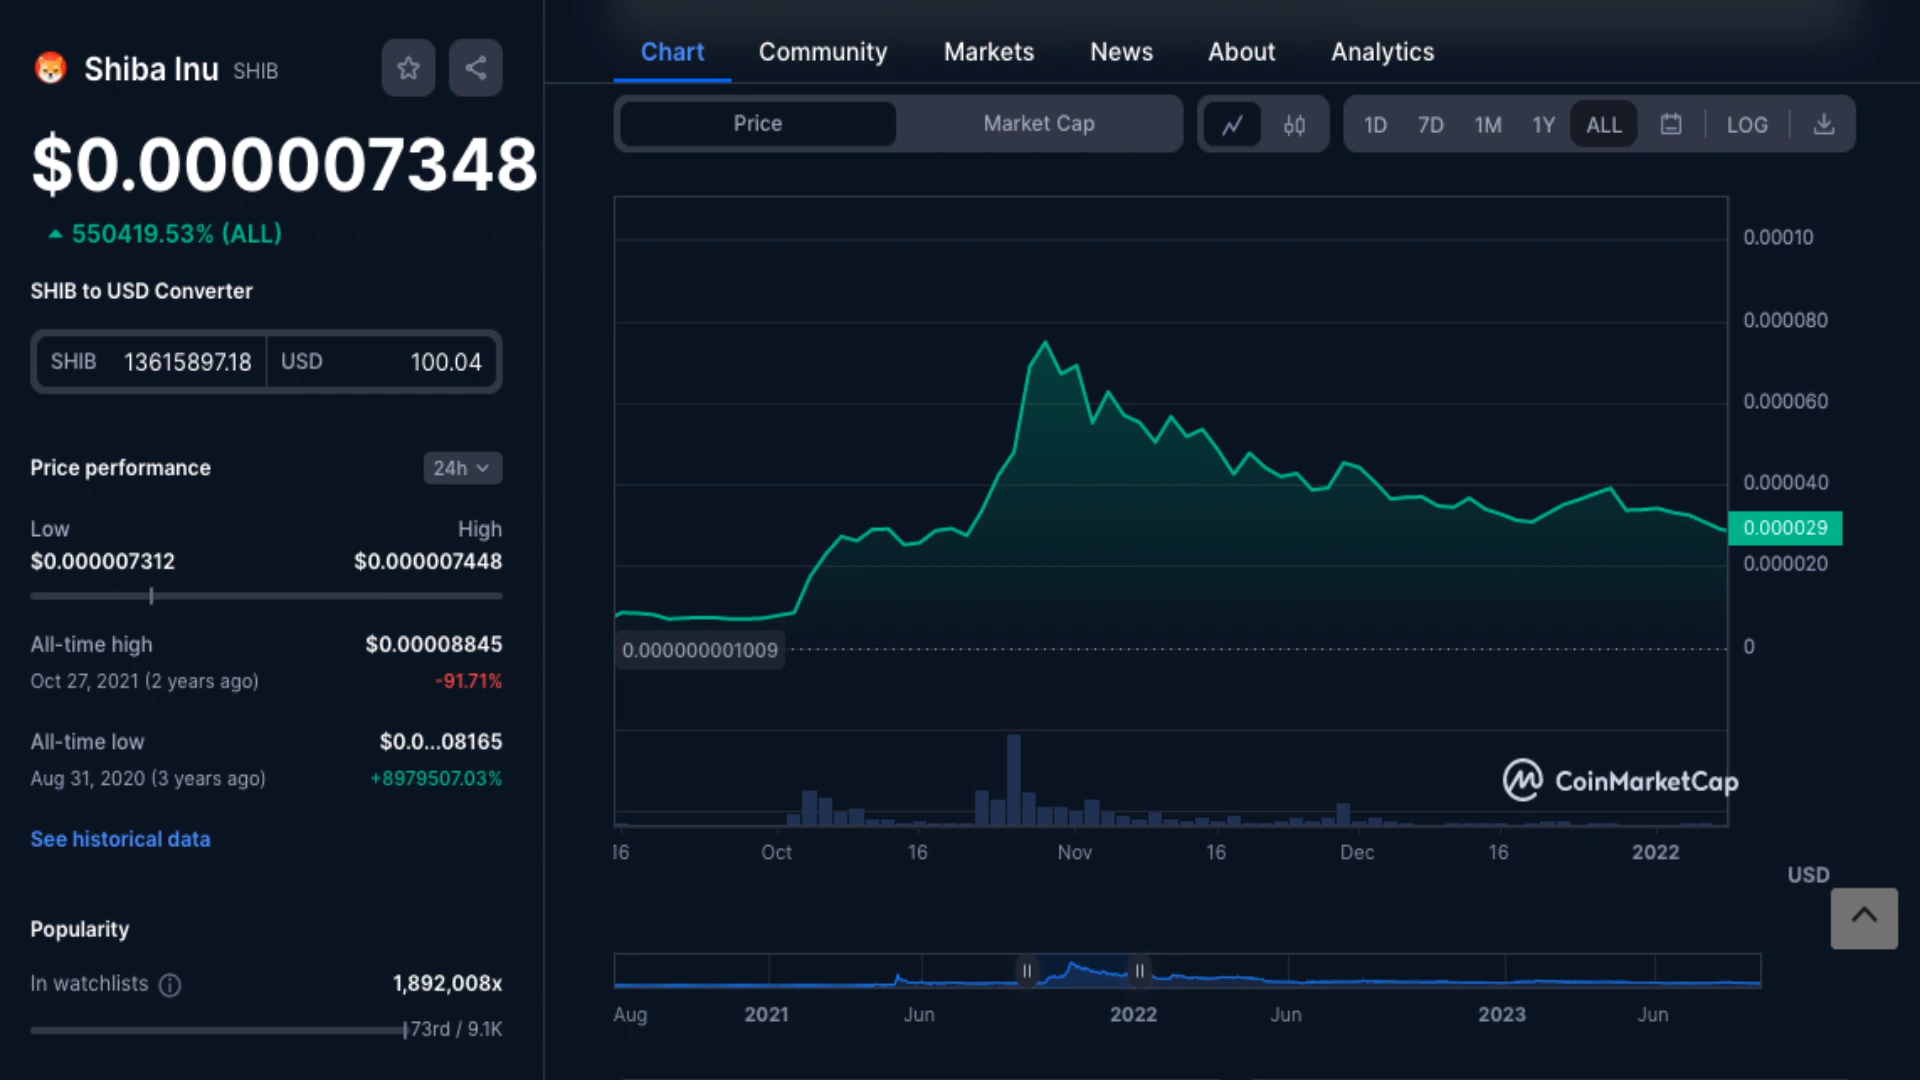 Shiba Inu SHIB
$0.000007348
550419.53% (ALL)
SHIB to USD Converter
SHIB 13615897.18 USD 100.04
Price performance 24h
Low High
$0.000007312 $0.000007448
All-time high $0.00008845
Oct 27, 2021 (2 years ago) -91.71%
All-time low $0.0...08165
Aug 31, 2020 (3 years ago) +8979507.03%
See historical data
Popularity
In watchlists 1,892,008x
73rd / 9.1K
Chart Community Markets News About Analytics
Price Market Cap 1D 7D 1M 1Y ALL LOG
0.00010
0.000080
0.000060
0.000040
0.000029
0.000020
0.000000001009 0
CoinMarketCap
16 Oct 16 Nov 16 Dec 16 2022
USD
Aug 2021 Jun 2022 Jun 2023 Jun